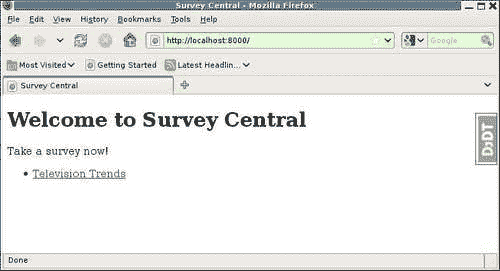 Survey Central - Mozilla Firefox
File Edit View History Bookmarks Tools Help
http://localhost:8000/
Google
Most Visited Getting Started Latest Headlin...
Survey Central
Welcome to Survey Central
DjDT
Take a survey now!
Television Trends
Done